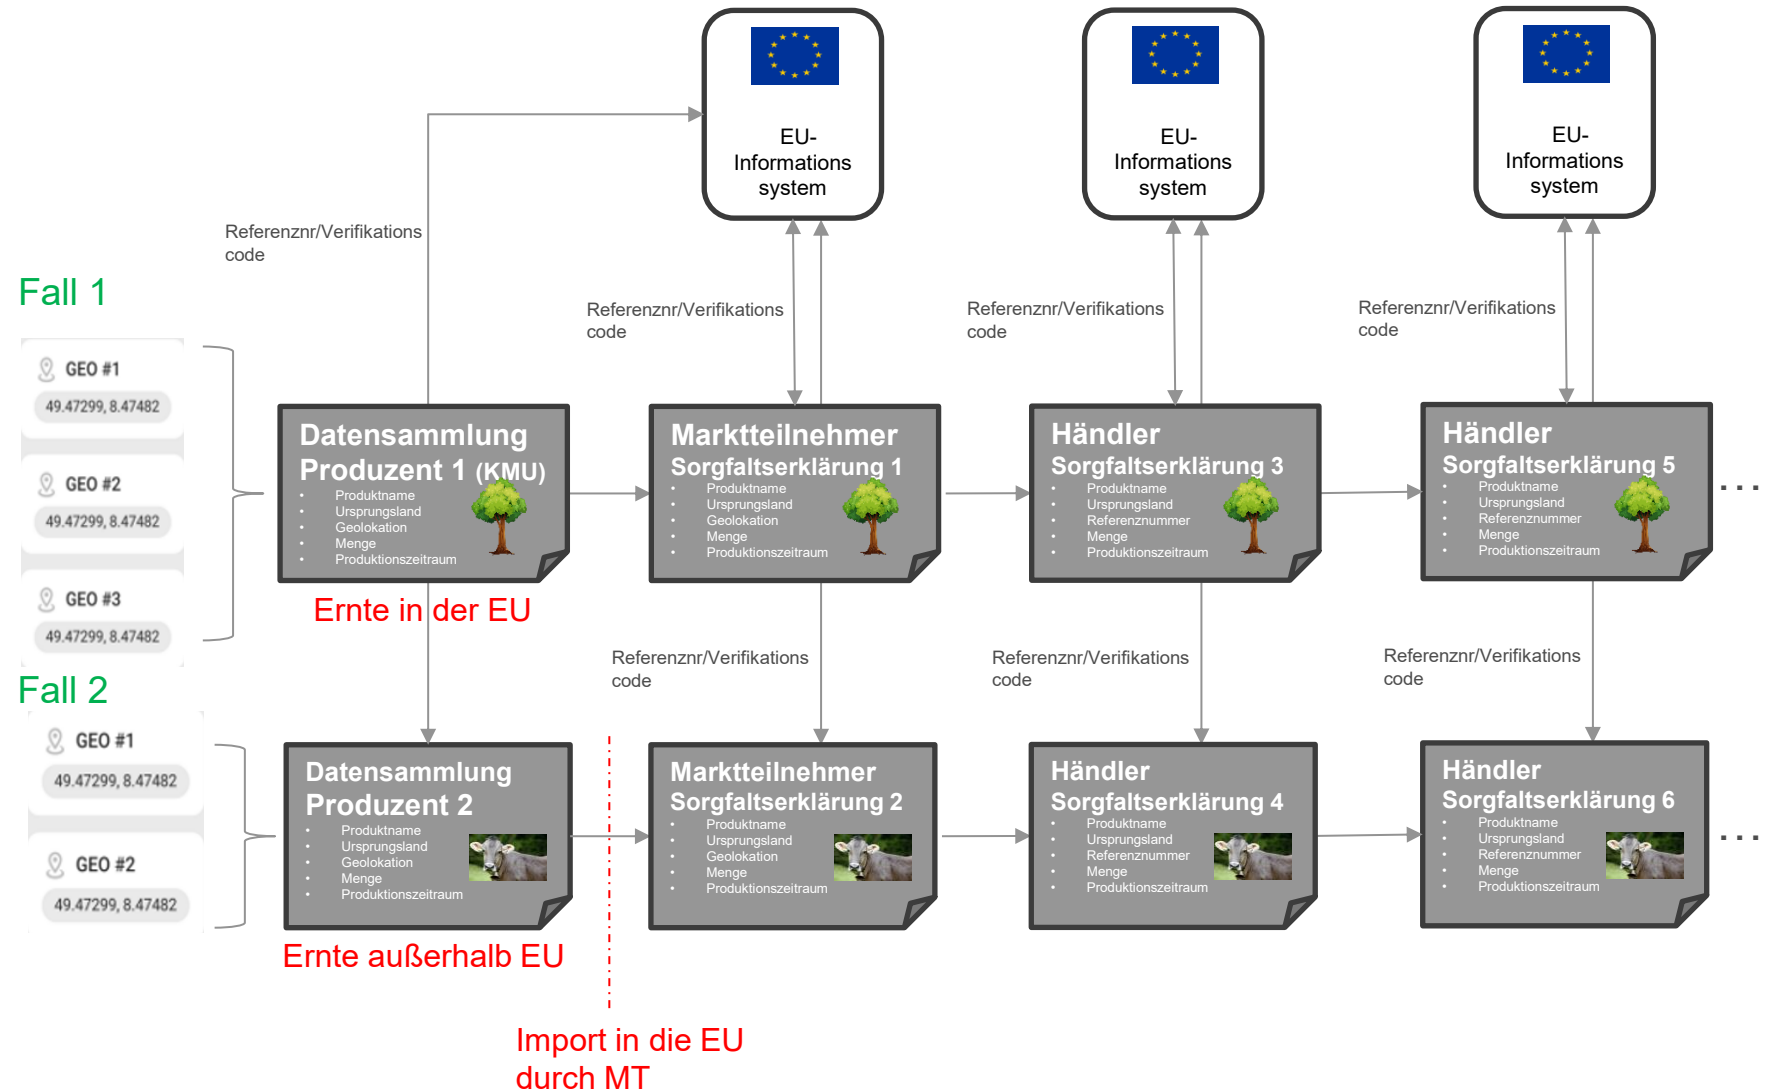 EU-
Informations
system
EU-
Informations
system
EU-
Informations
system
Referenznr/Verifikations
code
Fall 1
Referenznr/Verifikations
code
Referenznr/Verifikations
code
Referenznr/Verifikations
code
GEO #1
49.47299, 8.47482
GEO #2
49.47299, 8.47482
GEO #3
49.47299, 8.47482
Datensammlung
Produzent 1 (KMU)
• Produktname
• Ursprungsland
• Geolokation
• Menge
• Produktionszeitraum
Marktteilnehmer
Sorgfaltserklärung 1
• Produktname
• Ursprungsland
• Geolokation
• Menge
• Produktionszeitraum
Händler
Sorgfaltserklärung 3
• Produktname
• Ursprungsland
• Referenznummer
• Menge
• Produktionszeitraum
Händler
Sorgfaltserklärung 5
• Produktname
• Ursprungsland
• Referenznummer
• Menge
• Produktionszeitraum
...
Ernte in der EU
Referenznr/Verifikations
code
Referenznr/Verifikations
code
Referenznr/Verifikations
code
Fall 2
GEO #1
49.47299, 8.47482
GEO #2
49.47299, 8.47482
Datensammlung
Produzent 2
• Produktname
• Ursprungsland
• Geolokation
• Menge
• Produktionszeitraum
Marktteilnehmer
Sorgfaltserklärung 2
• Produktname
• Ursprungsland
• Geolokation
• Menge
• Produktionszeitraum
Händler
Sorgfaltserklärung 4
• Produktname
• Ursprungsland
• Referenznummer
• Menge
• Produktionszeitraum
Händler
Sorgfaltserklärung 6
• Produktname
• Ursprungsland
• Referenznummer
• Menge
• Produktionszeitraum
...
Ernte außerhalb EU
Import in die EU
durch MT